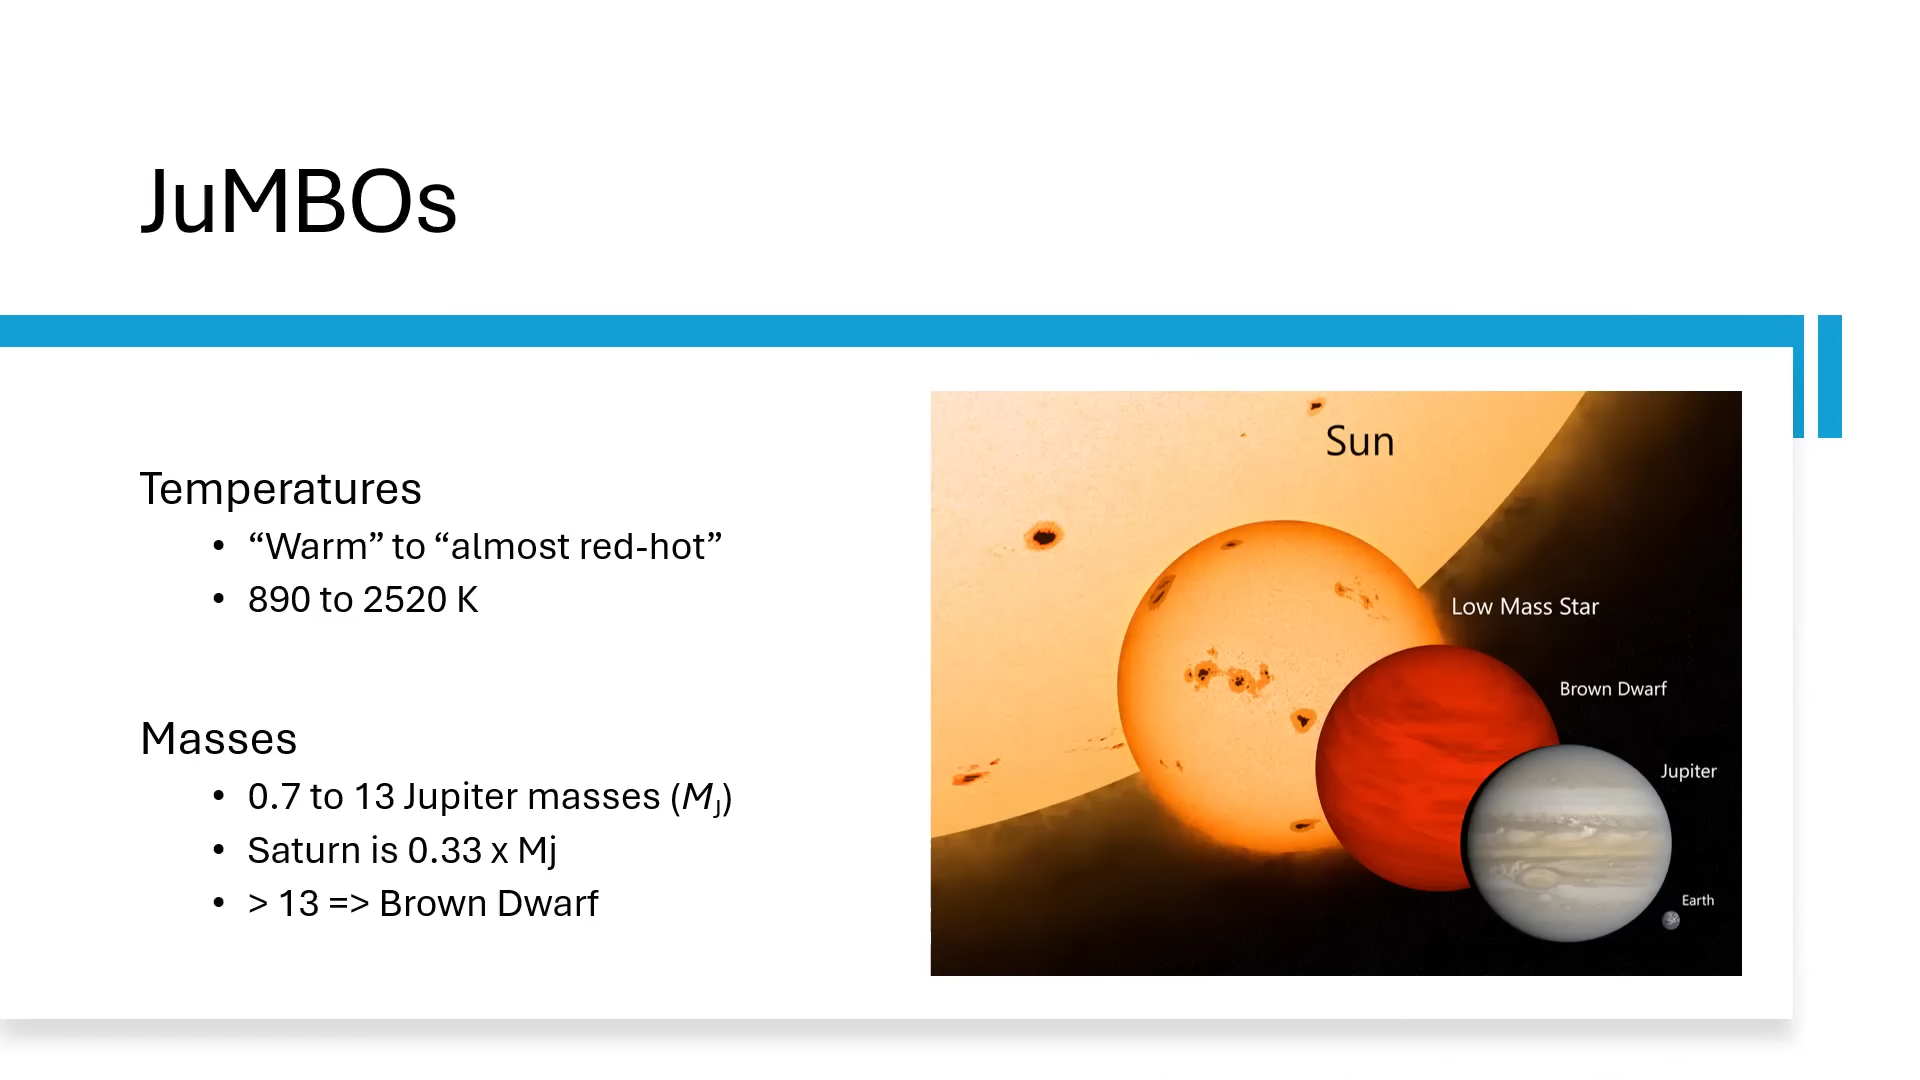 JuMBOs
Temperatures
• “Warm” to “almost red-hot”
• 890 to 2520 K
Masses
• 0.7 to 13 Jupiter masses (MJ)
• Saturn is 0.33 x Mj
• > 13 => Brown Dwarf
Sun
Low Mass Star
Brown Dwarf
Jupiter
Earth